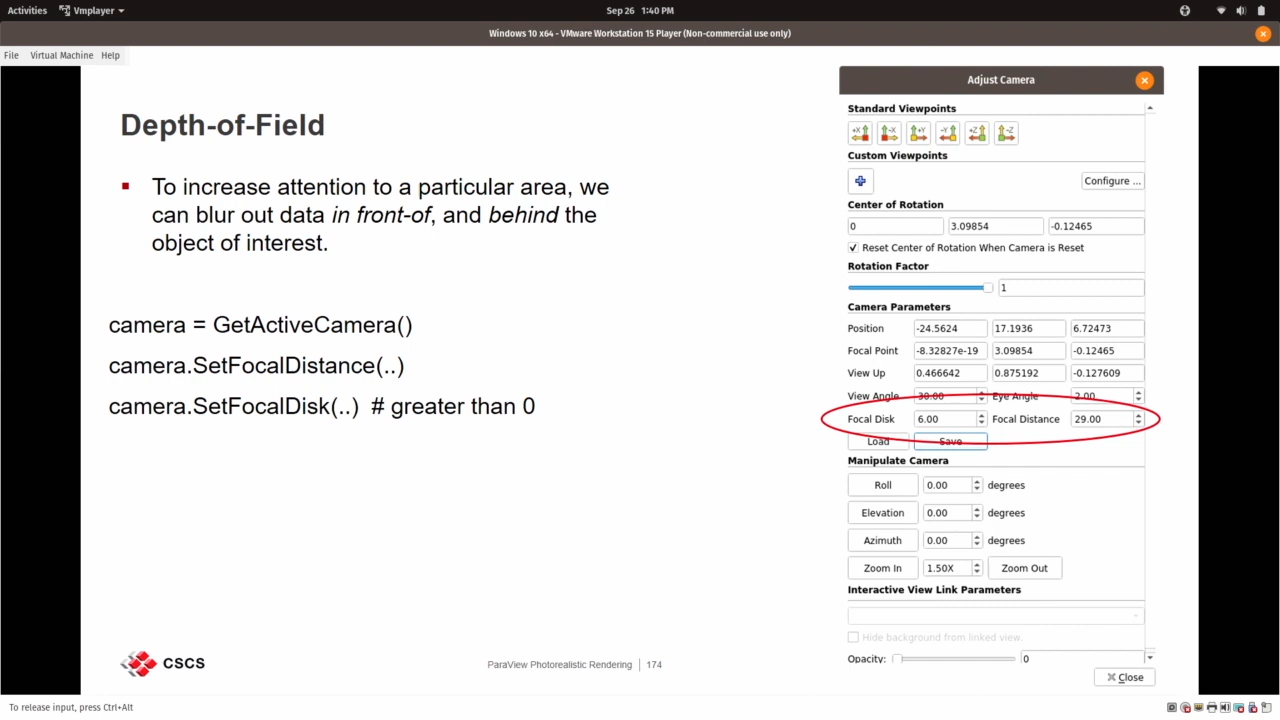 Activities Vmplayer Sep 26 1:40 PM
Windows 10 x64 - VMware Workstation 15 Player (Non-commercial use only)
File Virtual Machine Help
Depth-of-Field
To increase attention to a particular area, we
can blur out data in front-of, and behind the
object of interest.
camera = GetActiveCamera()
camera.SetFocalDistance(..)
camera.SetFocalDisk(..) # greater than 0
CSCS
ParaView Photorealistic Rendering 174
Adjust Camera
Standard Viewpoints
+X -X +Y -Y +Z -Z
Custom Viewpoints
Configure ...
Center of Rotation
0 3.09854 -0.12465
Reset Center of Rotation When Camera is Reset
Rotation Factor
1
Camera Parameters
Position -24.5624 17.1936 6.72473
Focal Point -8.32827e-19 3.09854 -0.12465
View Up 0.466642 0.875192 -0.127609
View Angle 30.00 Eye Angle 2.00
Focal Disk 6.00 Focal Distance 29.00
Load Save
Manipulate Camera
Roll 0.00 degrees
Elevation 0.00 degrees
Azimuth 0.00 degrees
Zoom In 1.50X Zoom Out
Interactive View Link Parameters
Hide background from linked view.
Opacity: 0
Close
To release input, press Ctrl+Alt